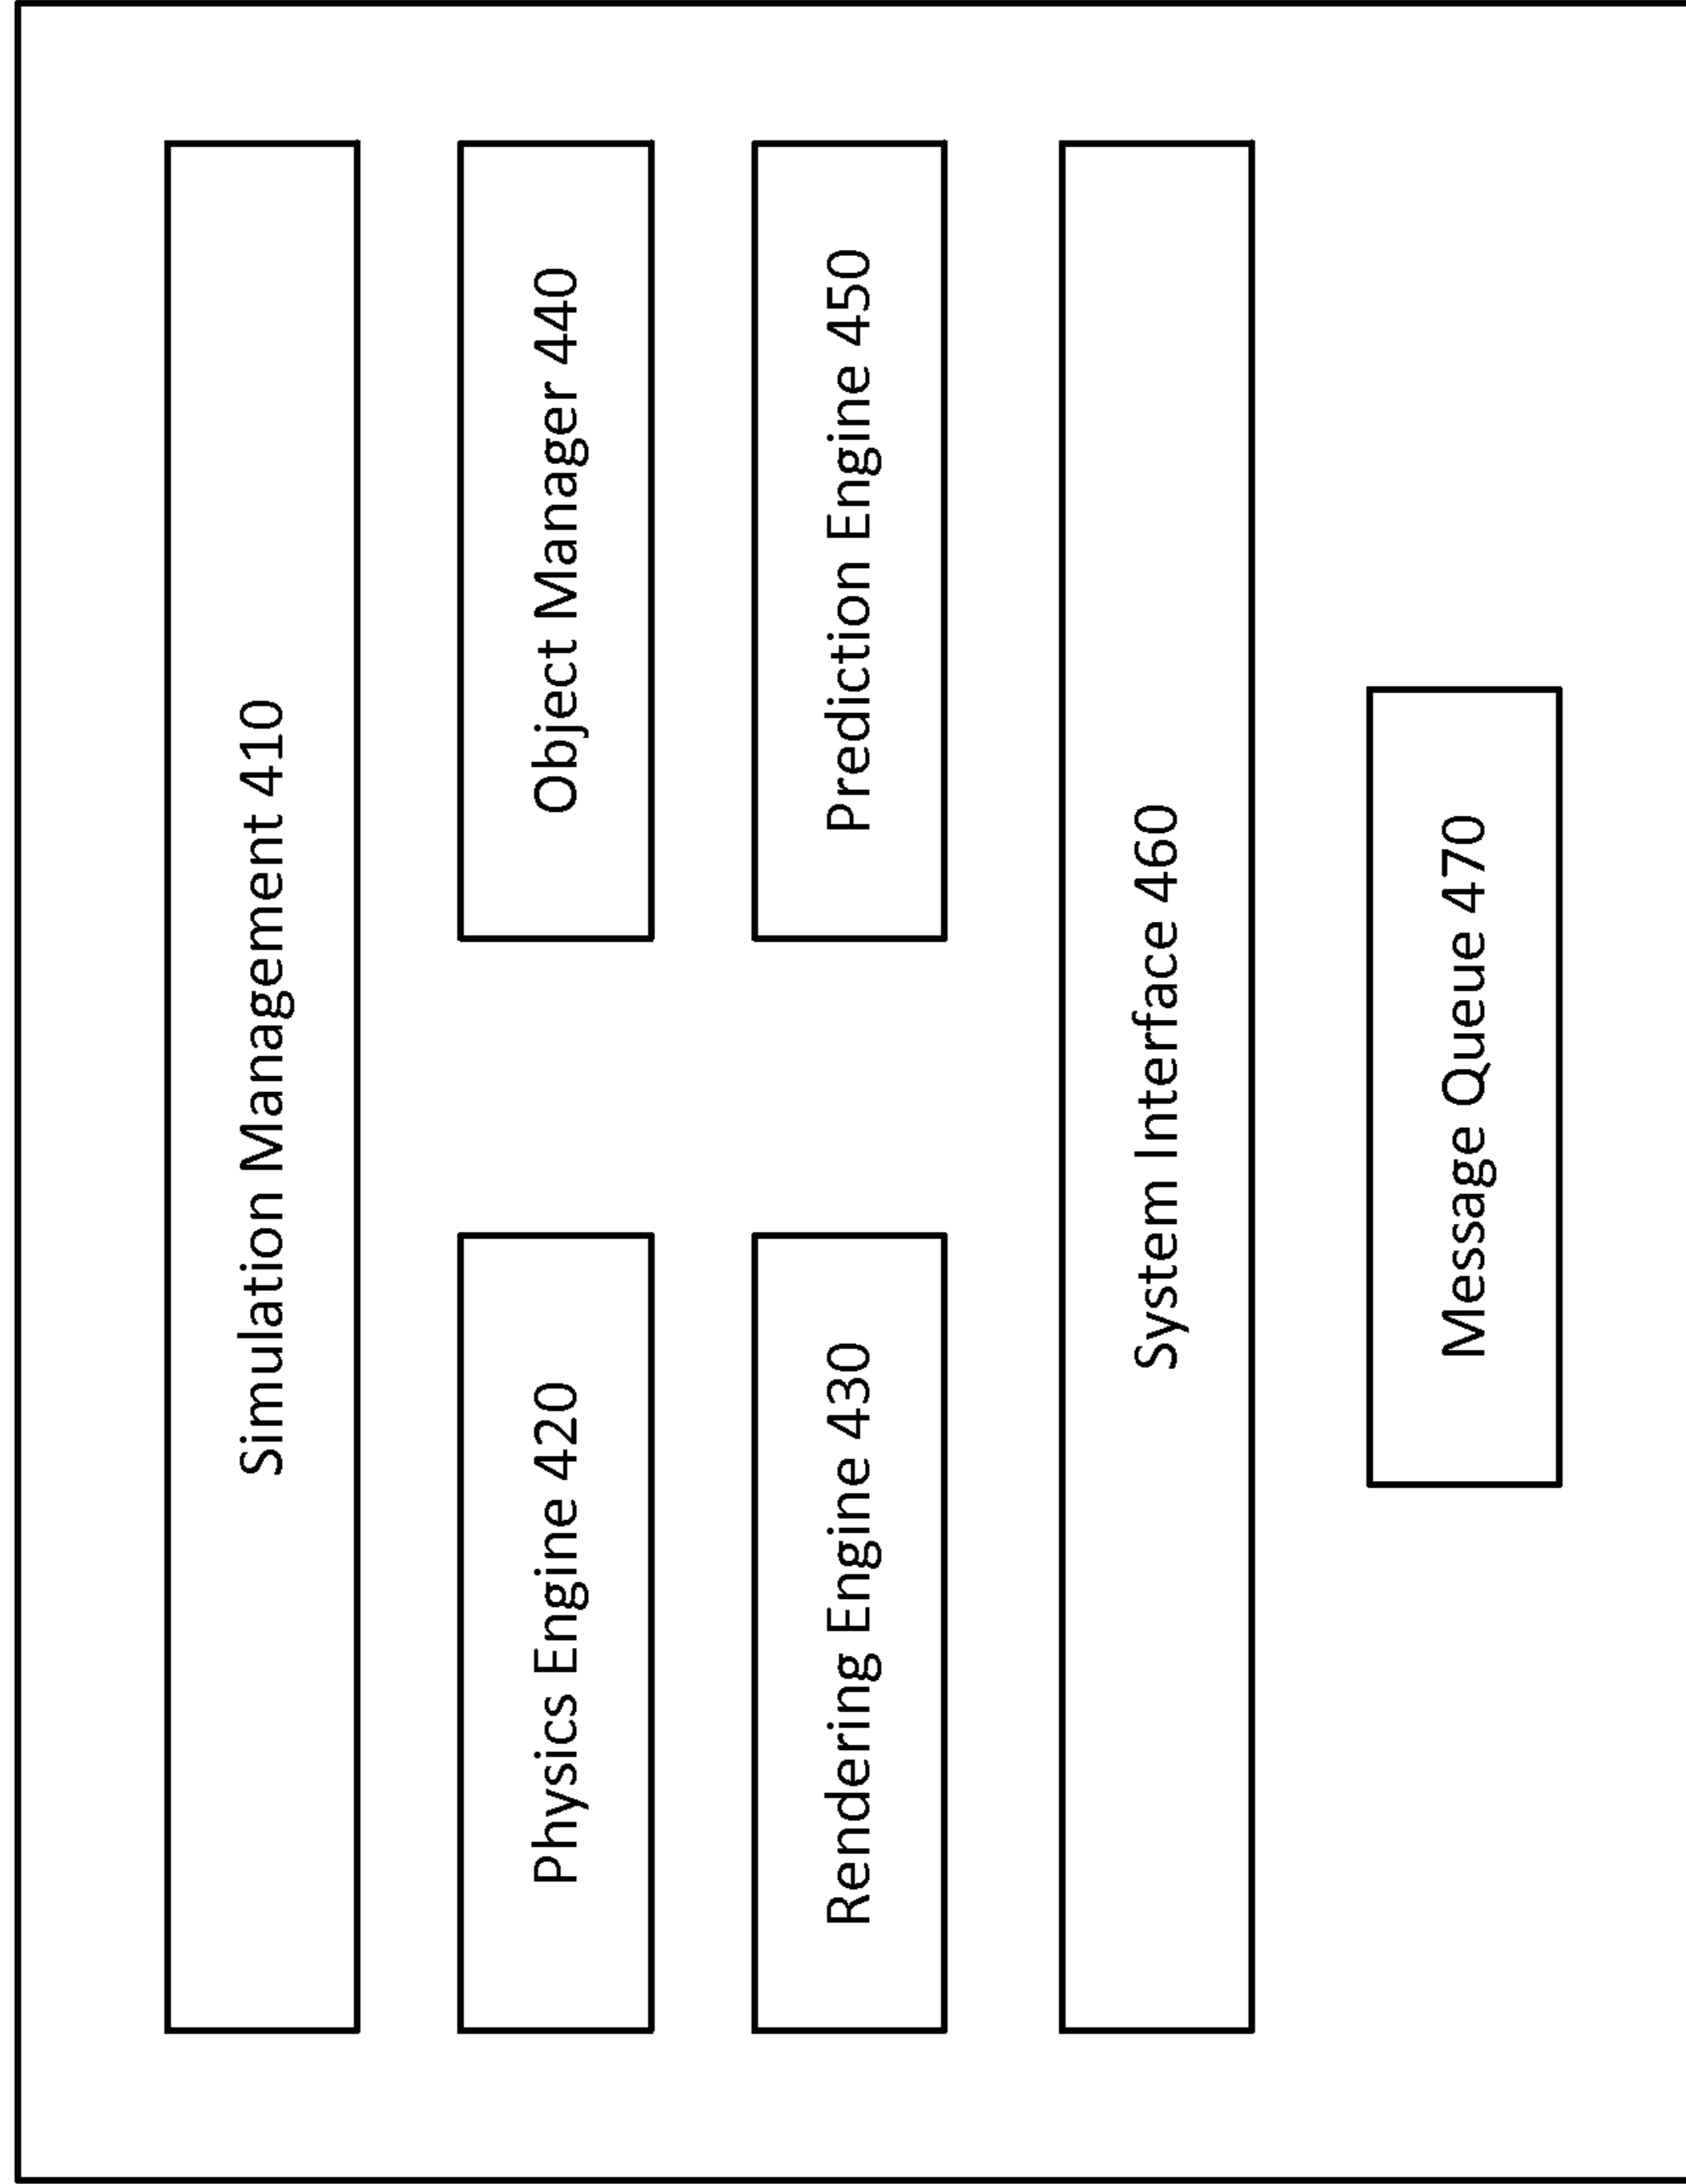 Simulation Management 410
Physics Engine 420
Object Manager 440
Rendering Engine 430
Prediction Engine 450
System Interface 460
Message Queue 470